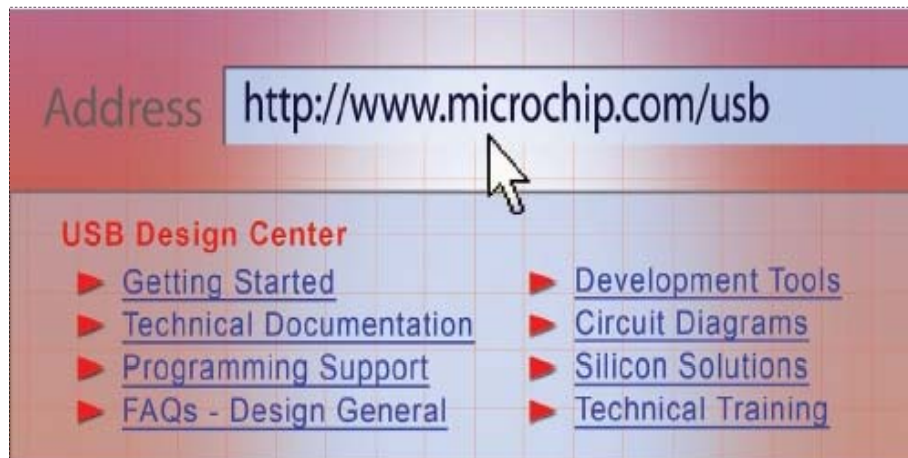 Address http://www.microchip.com/usb
USB Design Center
Getting Started
Technical Documentation
Programming Support
FAQs - Design General
Development Tools
Circuit Diagrams
Silicon Solutions
Technical Training